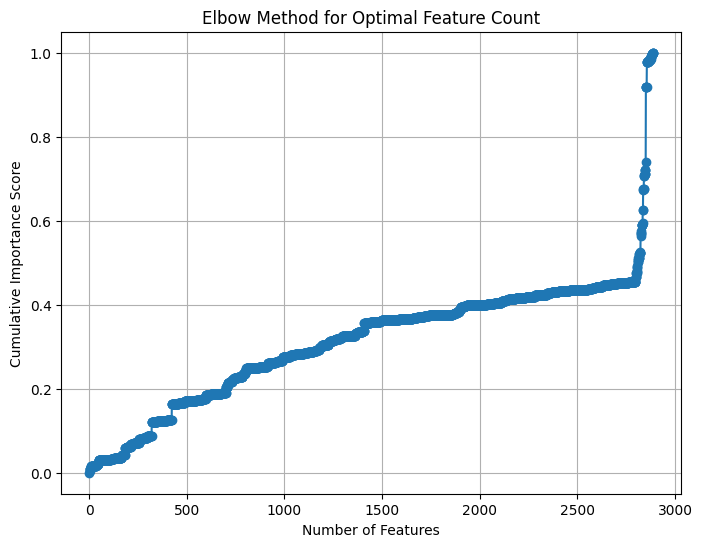 Elbow Method for Optimal Feature Count
1.0
0.8
0.6
0.4
0.2
0.0
Cumulative Importance Score
0 500 1000 1500 2000 2500 3000
Number of Features